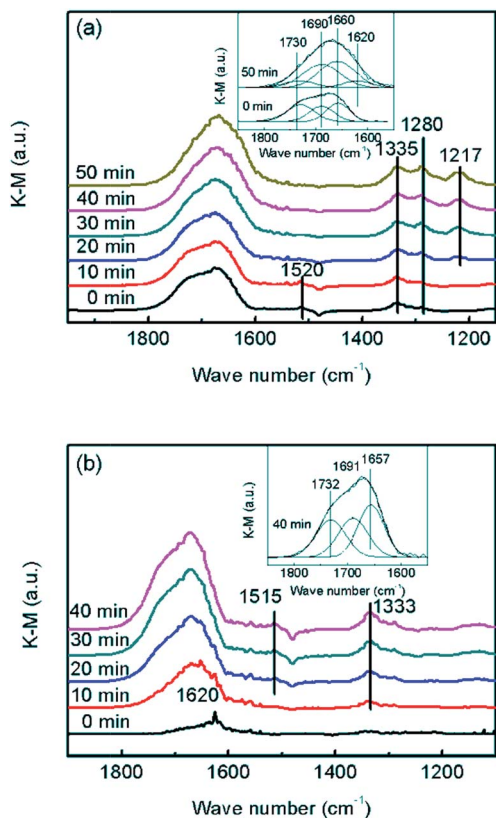 (a)
1690 1660
1730 1620
50 min
0 min
K-M (a.u.)
1800 1700 1600
Wave number (cm⁻¹)
1280
1335 1217
50 min
40 min
30 min
20 min
10 min
0 min
1520
K-M (a.u.)
1800 1600 1400 1200
Wave number (cm⁻¹)
(b)
1691 1657
1732
40 min
K-M (a.u.)
1800 1700 1600
Wave number (cm⁻¹)
1515 1333
40 min
30 min
20 min
10 min
0 min
1620
K-M (a.u.)
1800 1600 1400 1200
Wave number (cm⁻¹)